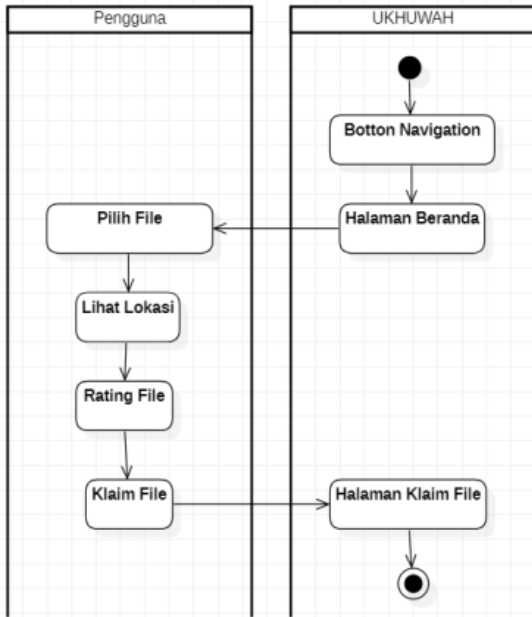 Pengguna
UKHUWAH
Botton Navigation
Pilih File
Halaman Beranda
Lihat Lokasi
Rating File
Klaim File
Halaman Klaim File